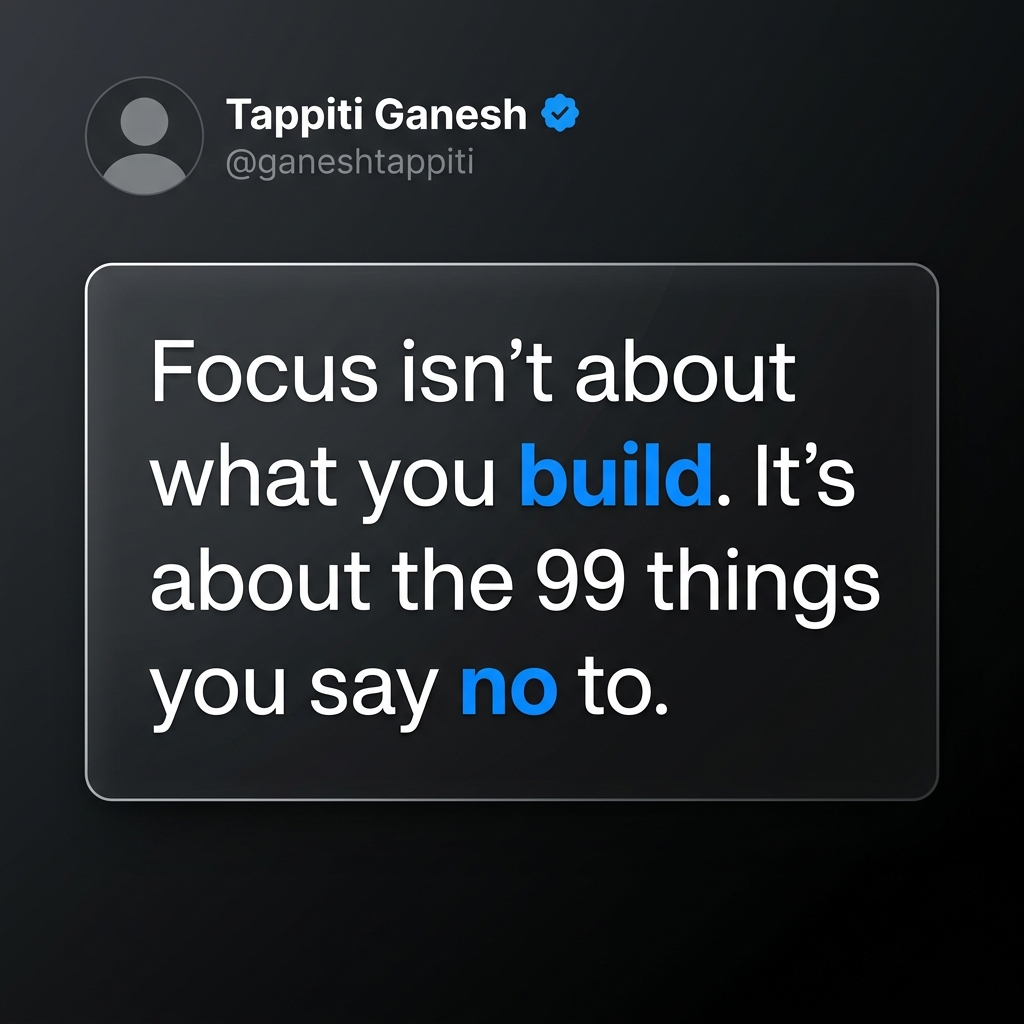 Tappiti Ganesh
@ganeshtappiti
Focus isn’t about
what you build. It’s
about the 99 things
you say no to.